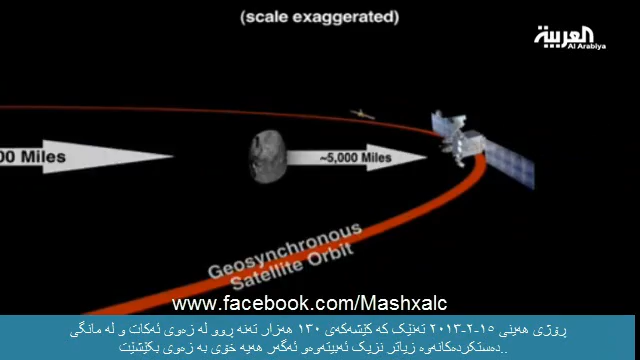 (scale exaggerated)
العربية
Al Arabiya
00 Miles
~5,000 Miles
Geosynchronous
Satellite Orbit
www.facebook.com/Mashxalc
ڕۆژی هەینی ١٥-٢-٢٠١٣ تەنێک کە کێشەکەی ١٣٠ هەزار تەنە ڕوو لە زەوی ئەکات و لە مانگی
دەستکردەکانەوە زیاتر نزیک ئەبیتەوەو ئەگەر هەیە خۆی بە زەوی بکێشێت..